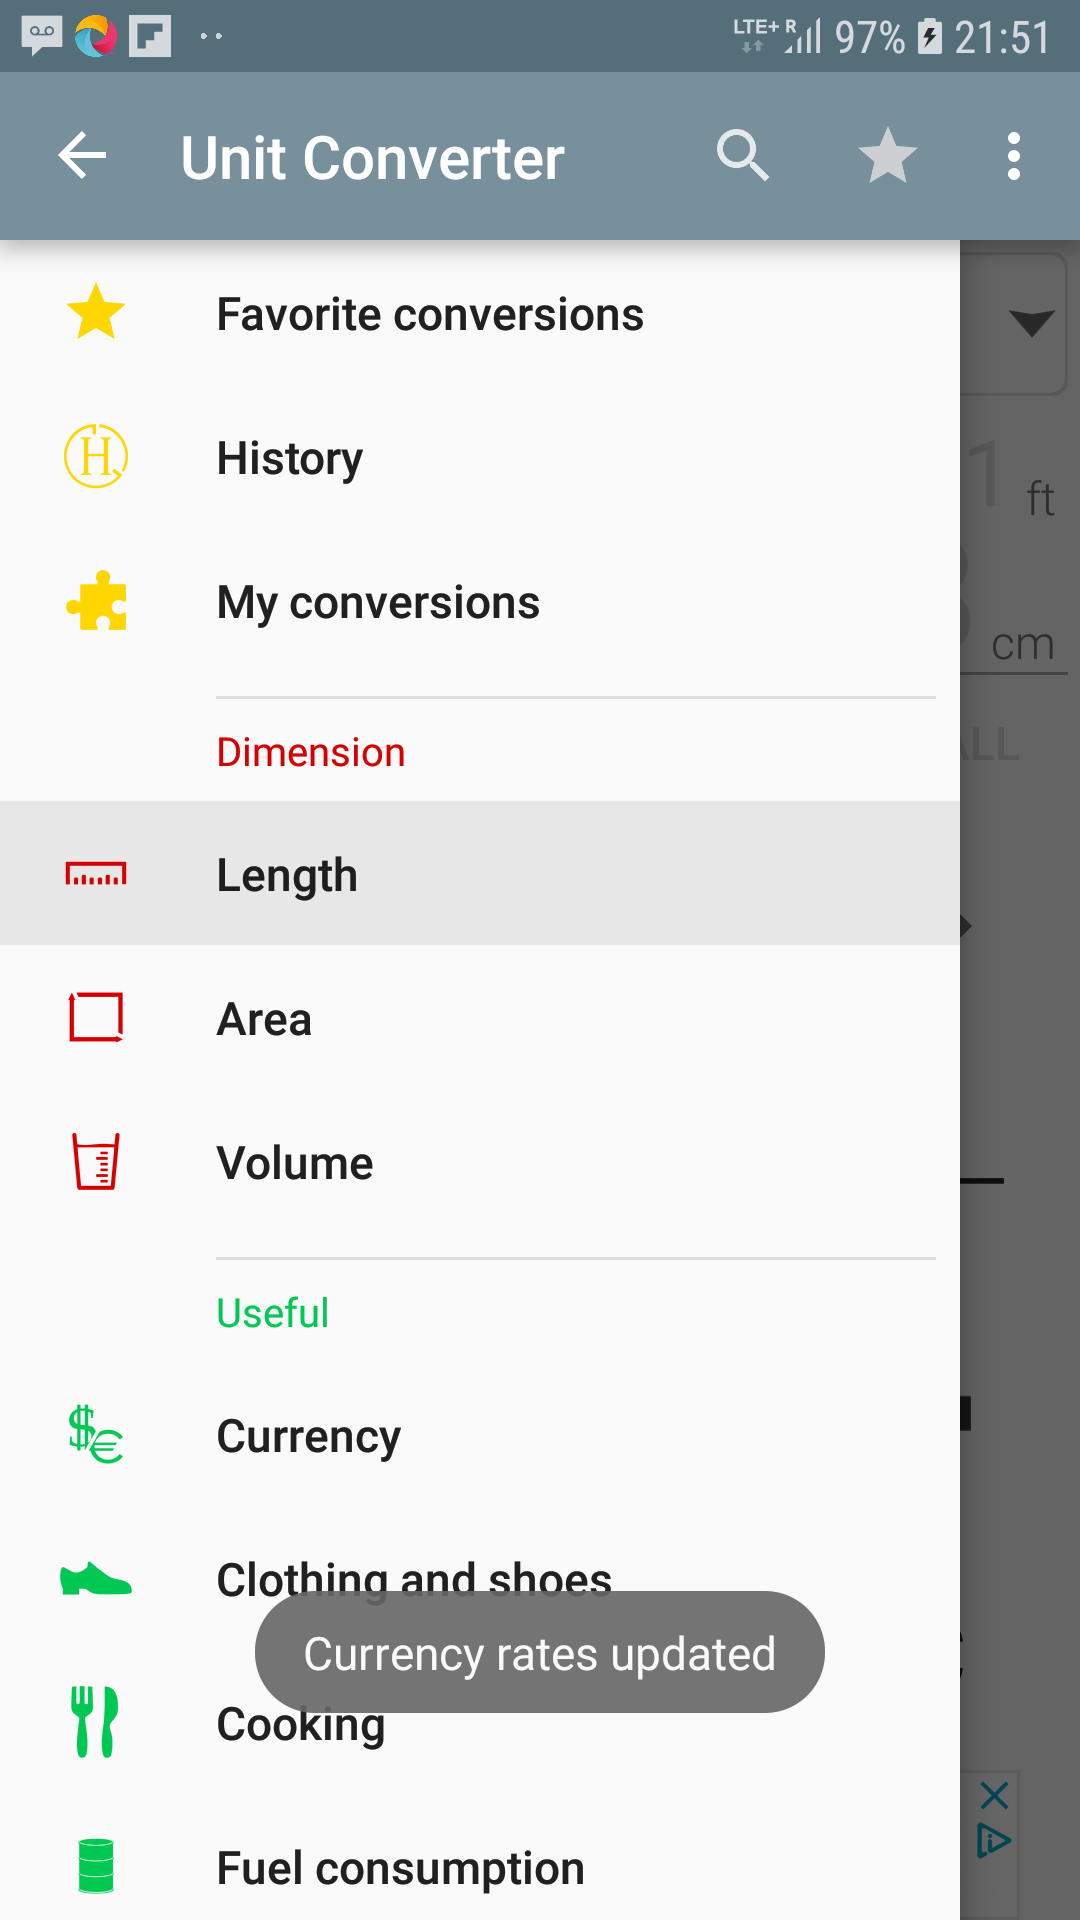 LTE+ R 97% 21:51
Unit Converter
Favorite conversions
History
1 ft
My conversions
cm
Dimension
ALL
Length
Area
Volume
Useful
Currency
Clothing and shoes
Currency rates updated
Cooking
Fuel consumption